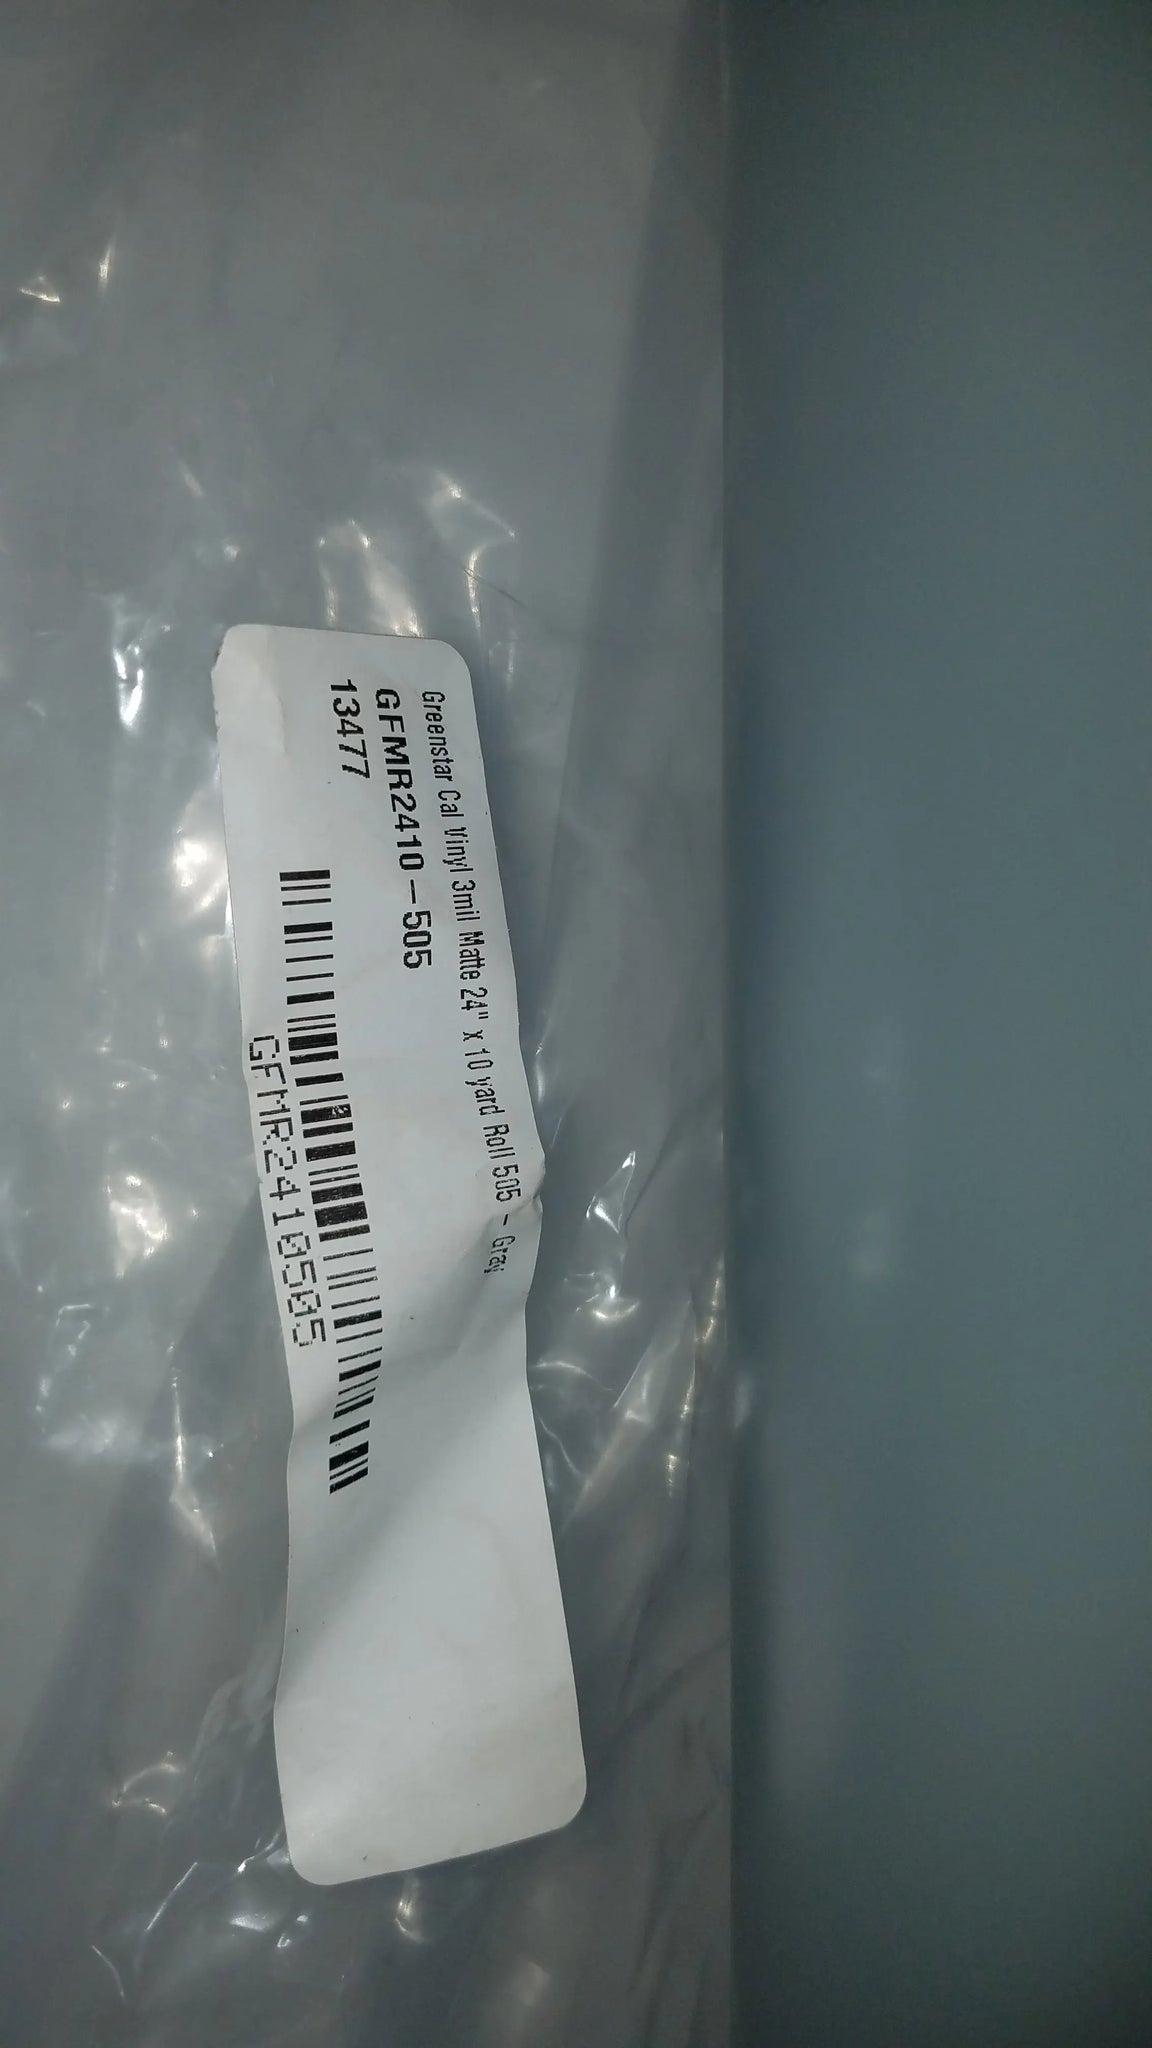 Greenstar Cal Vinyl 3mil Matte 24" x 10 yard Roll 505 - Gray
GFMR2410-505
13477
GFMR2410505